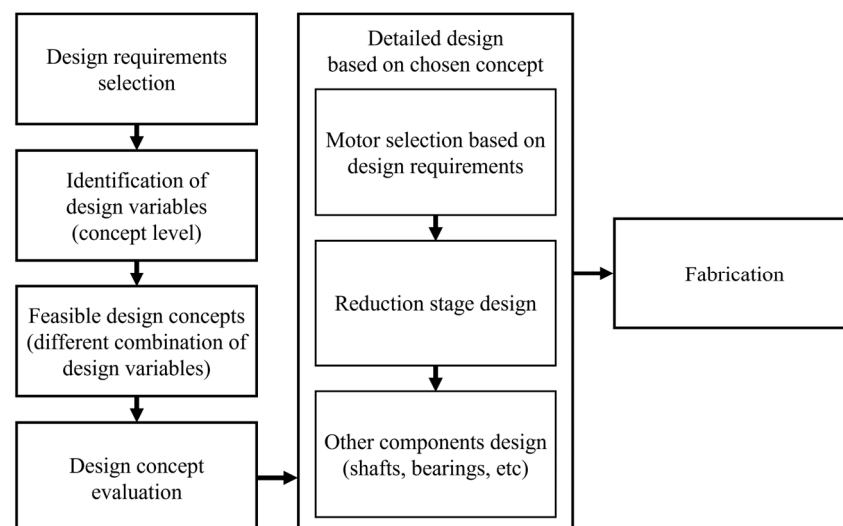 Design requirements
selection
Identification of
design variables
(concept level)
Feasible design concepts
(different combination of
design variables)
Design concept
evaluation
Detailed design
based on chosen concept
Motor selection based on
design requirements
Reduction stage design
Other components design
(shafts, bearings, etc)
Fabrication